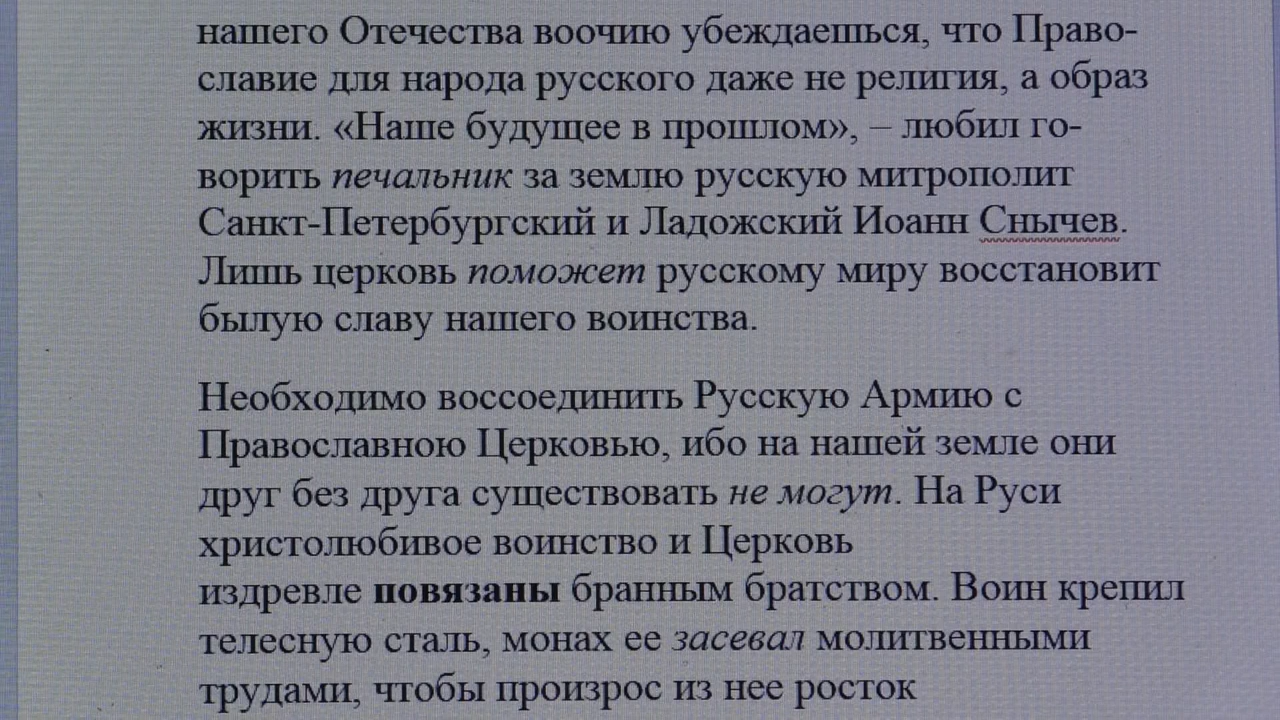 нашего Отечества воочию убеждаешься, что Право-
славие для народа русского даже не религия, а образ
жизни. «Наше будущее в прошлом», – любил го-
ворить печальник за землю русскую митрополит
Санкт-Петербургский и Ладожский Иоанн Снычев.
Лишь церковь поможет русскому миру восстановит
былую славу нашего воинства.
Необходимо воссоединить Русскую Армию с
Православною Церковью, ибо на нашей земле они
друг без друга существовать не могут. На Руси
христолюбивое воинство и Церковь
издревле повязаны бранным братством. Воин крепил
телесную сталь, монах ее засевал молитвенными
трудами, чтобы произрос из нее росток